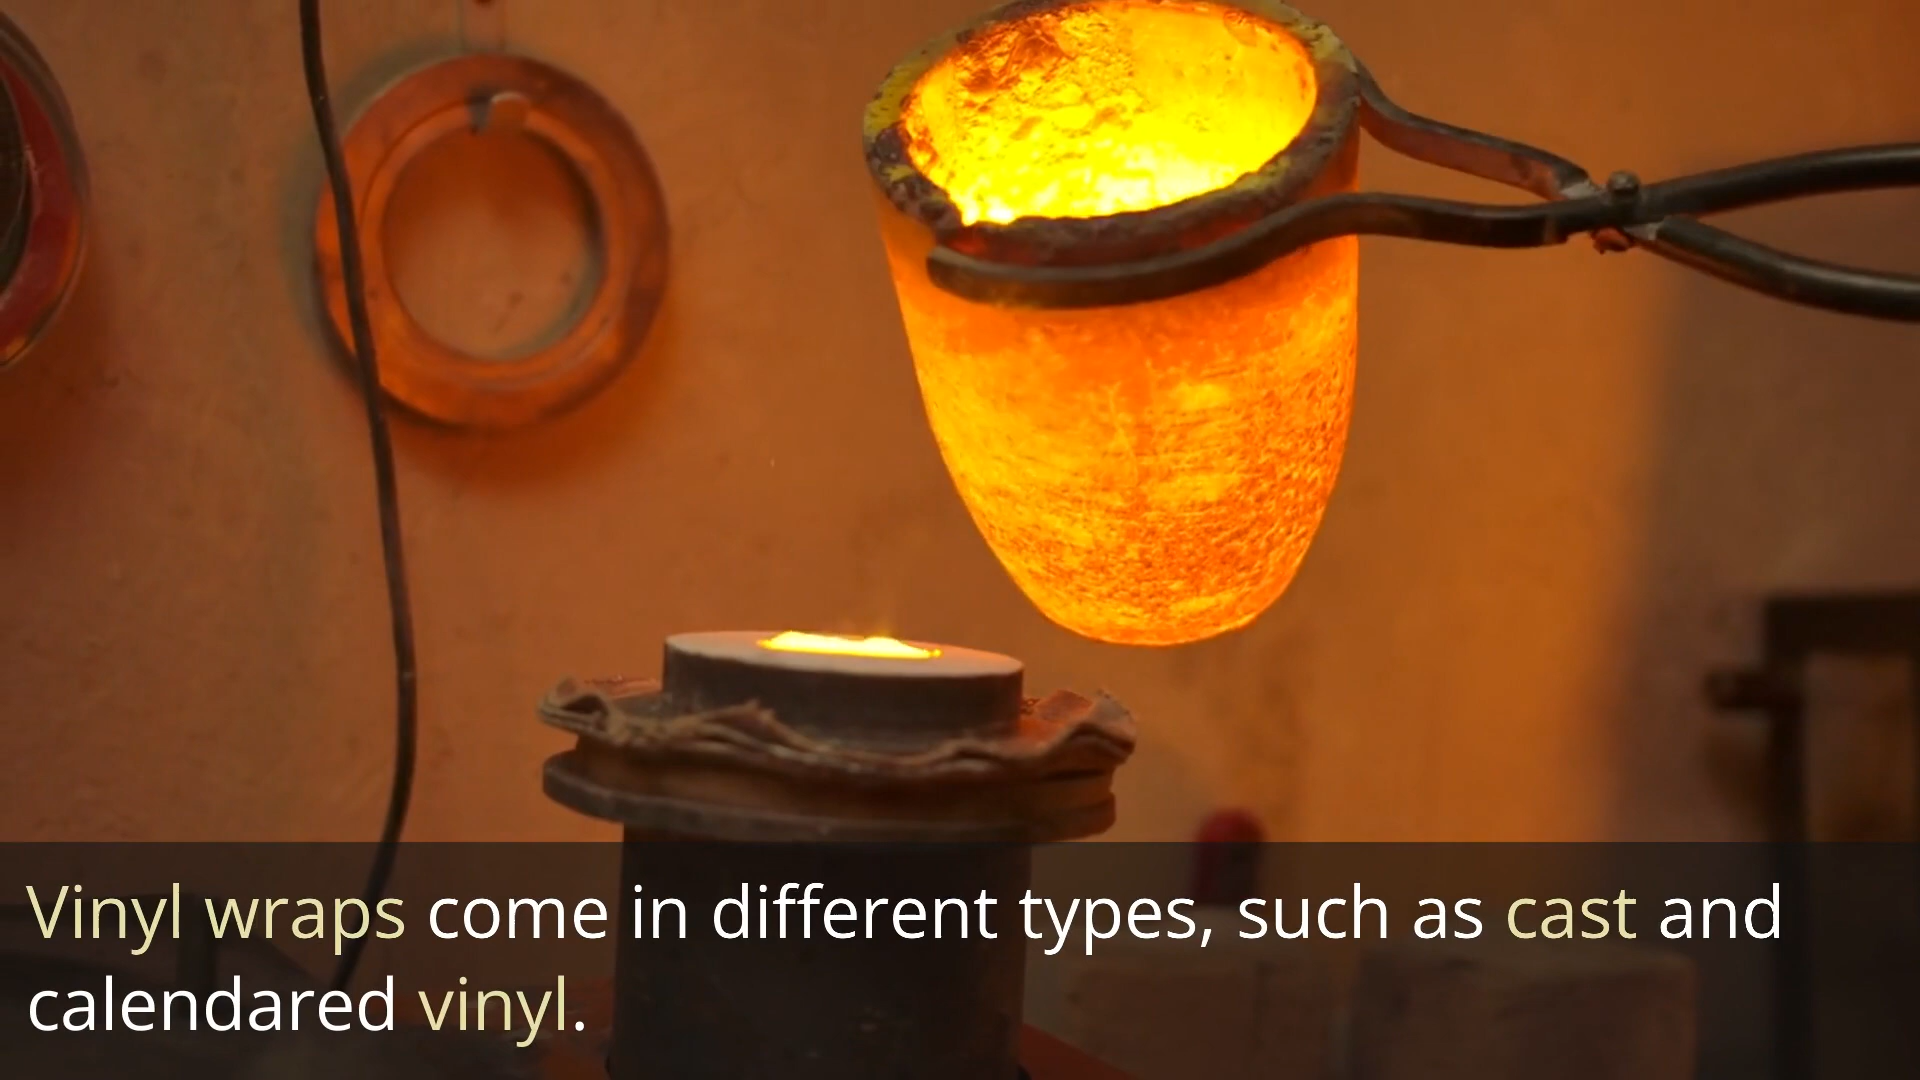 Vinyl wraps come in different types, such as cast and
calendared vinyl.